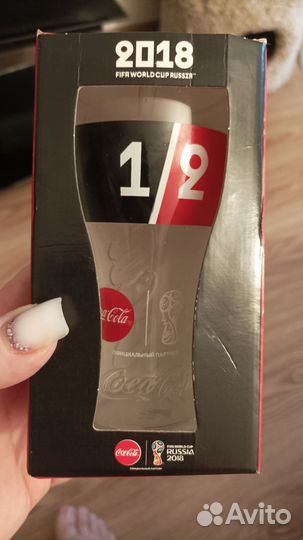 2018
FIFA WORLD CUP RUSSIA™
1/2
Coca-Cola
ОФИЦИАЛЬНЫЙ ПАРТНЕР
Coca-Cola
Coca-Cola
FIFA WORLD CUP
RUSSIA
2018
Avito